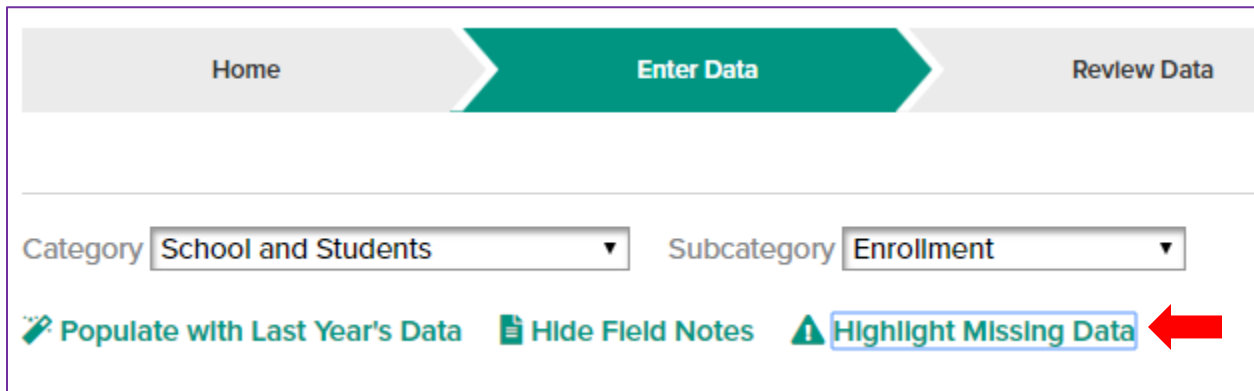 Home Enter Data Review Data
Category School and Students Subcategory Enrollment
Populate with Last Year's Data Hide Field Notes Highlight Missing Data